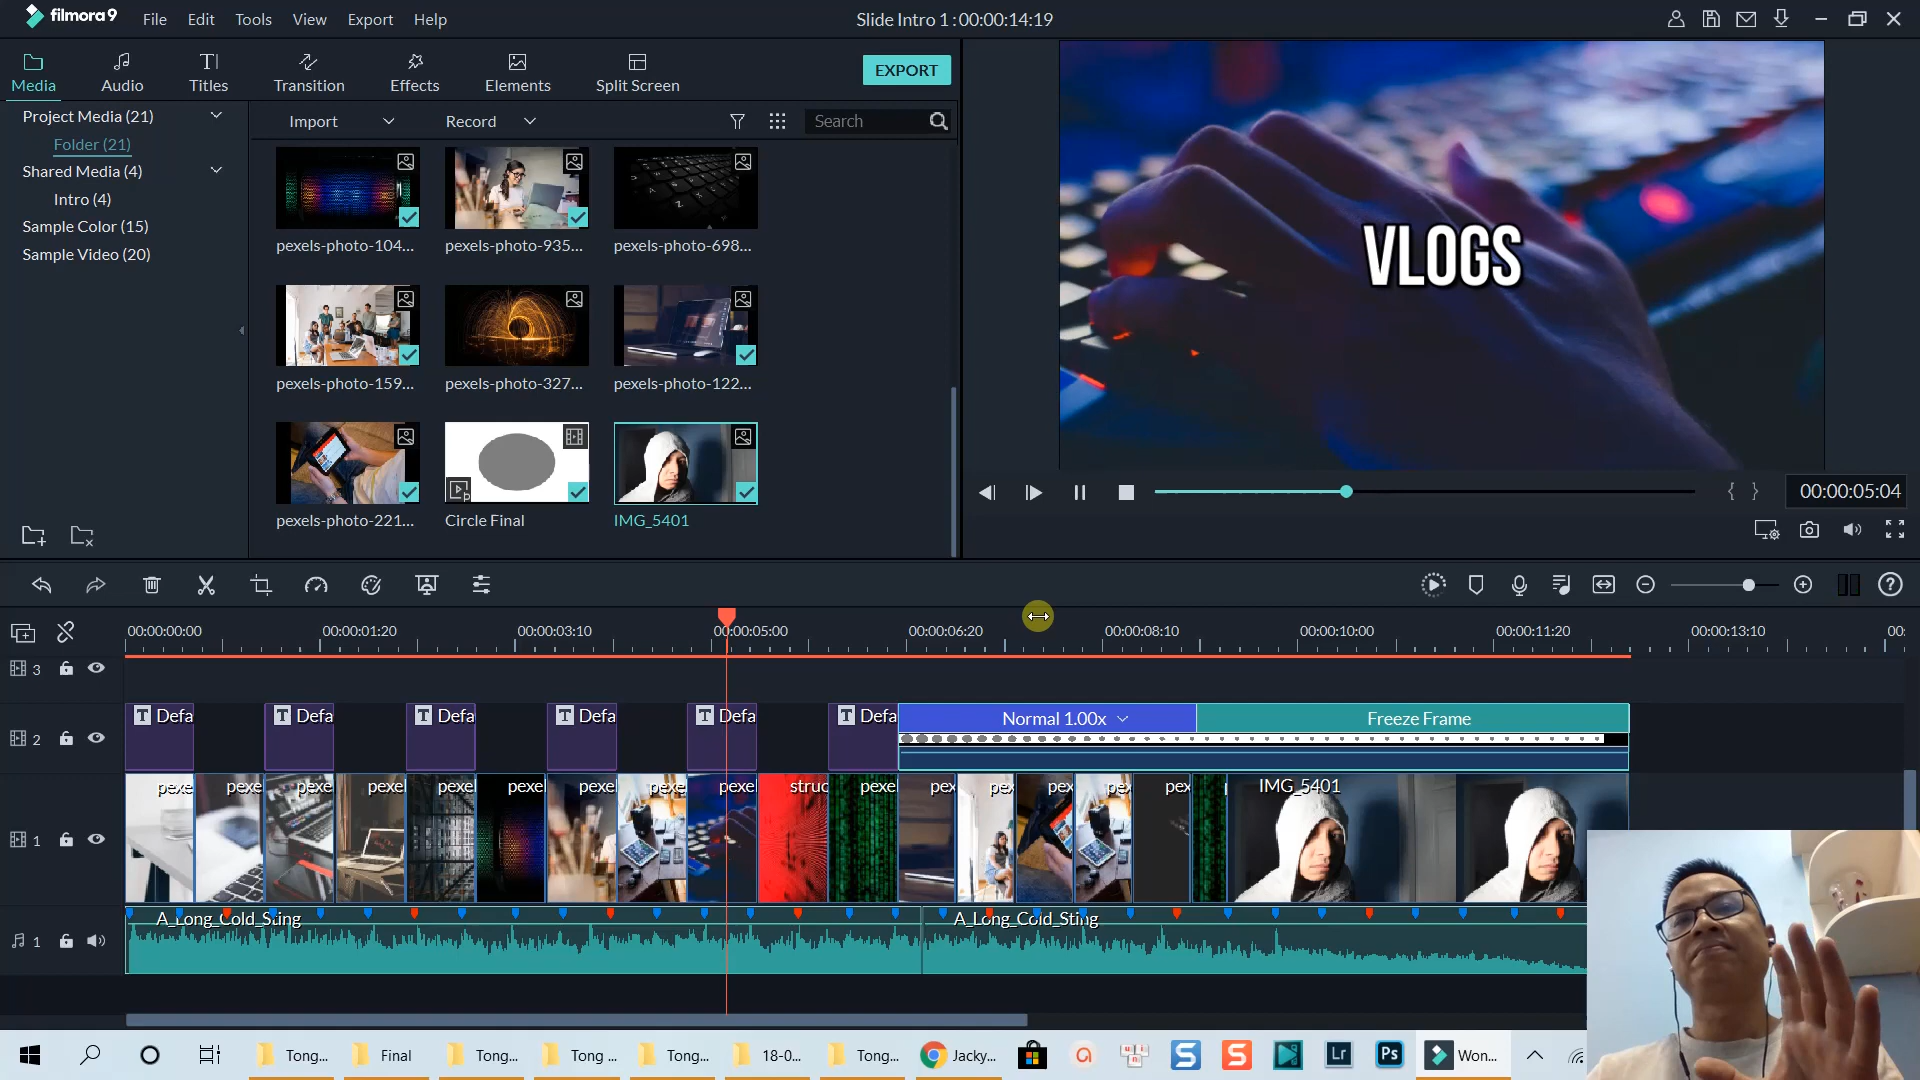 filmora9 File Edit Tools View Export Help Slide Intro 1 : 00:00:14:19
Media Audio Titles Transition Effects Elements Split Screen EXPORT
Project Media (21)
Folder (21)
Shared Media (4)
Intro (4)
Sample Color (15)
Sample Video (20)
Import Record Search
pexels-photo-104... pexels-photo-935... pexels-photo-698...
pexels-photo-159... pexels-photo-327... pexels-photo-122...
pexels-photo-221... Circle Final IMG_5401
VLOGS
{ } 00:00:05:04
00:00:00:00 00:00:01:20 00:00:03:10 00:00:05:00 00:00:06:20 00:00:08:10 00:00:10:00 00:00:11:20 00:00:13:10 00:
3
T Defa T Defa T Defa T Defa T Defa T Defa Normal 1.00x Freeze Frame
2
pexe pexe pexe pexel pexel pexel pexel pexe pexel struc pexel pex pex pex pex pex IMG_5401
1
A_Long_Cold_Sting A_Long_Cold_Sting
1
Tong... Final Tong... Tong ... Tong... 18-0... Tong... Jacky,... S S Lr Ps Won...